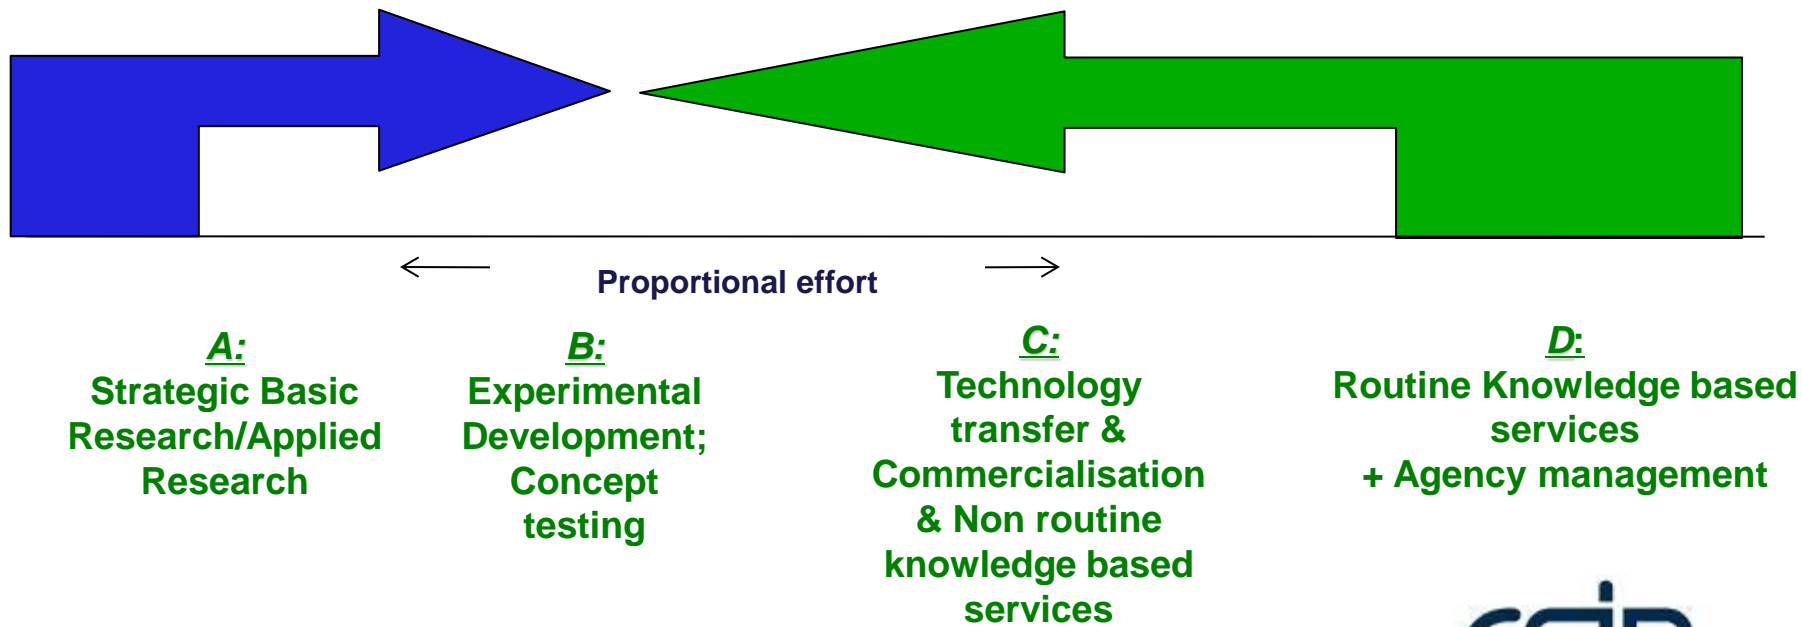 Proportional effort
A:
Strategic Basic
Research/Applied
Research
B:
Experimental
Development;
Concept
testing
C:
Technology
transfer &
Commercialisation
& Non routine
knowledge based
services
D:
Routine Knowledge based
services
+ Agency management